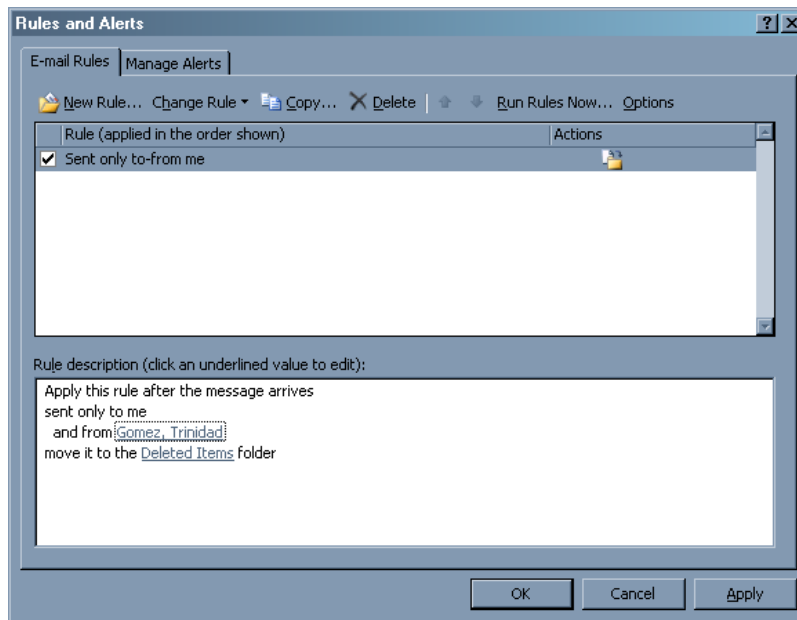 Rules and Alerts
E-mail Rules Manage Alerts
New Rule... Change Rule Copy... Delete Run Rules Now... Options
Rule (applied in the order shown) Actions
Sent only to-from me
Rule description (click an underlined value to edit):
Apply this rule after the message arrives
sent only to me
and from Gomez, Trinidad
move it to the Deleted Items folder
OK Cancel Apply